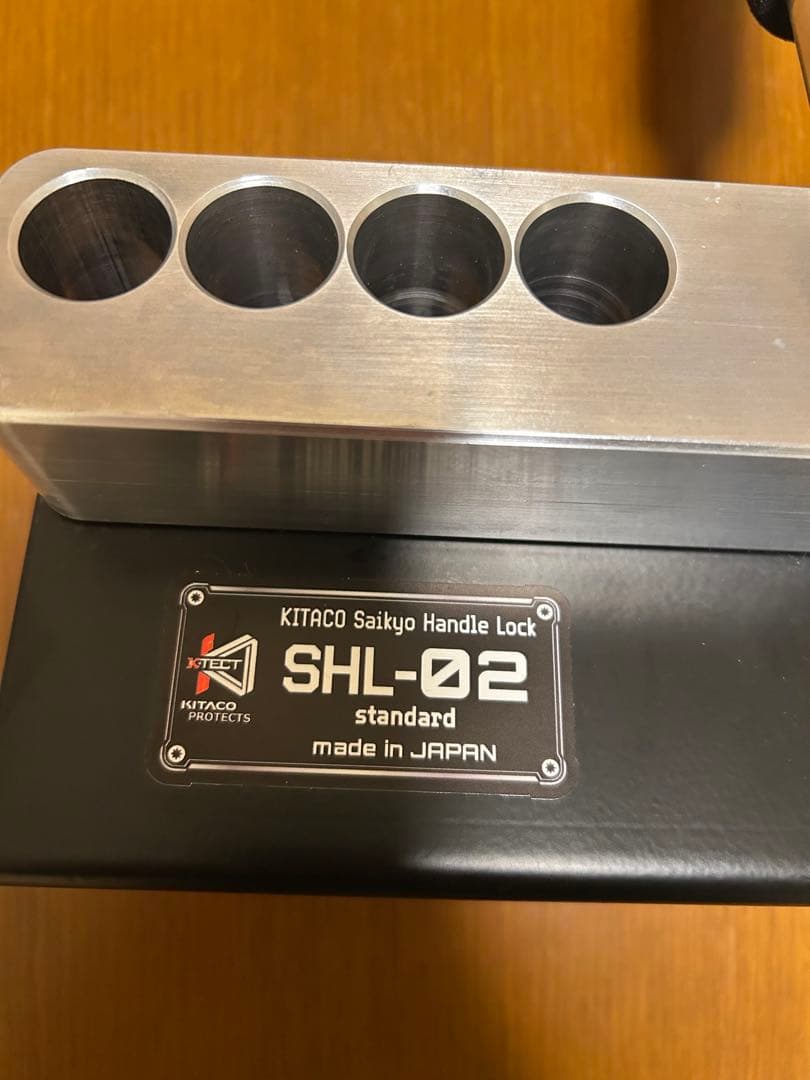 KITACO Saikyo Handle Lock
K-TECT
SHL-02
KITACO
PROTECTS
standard
made in JAPAN